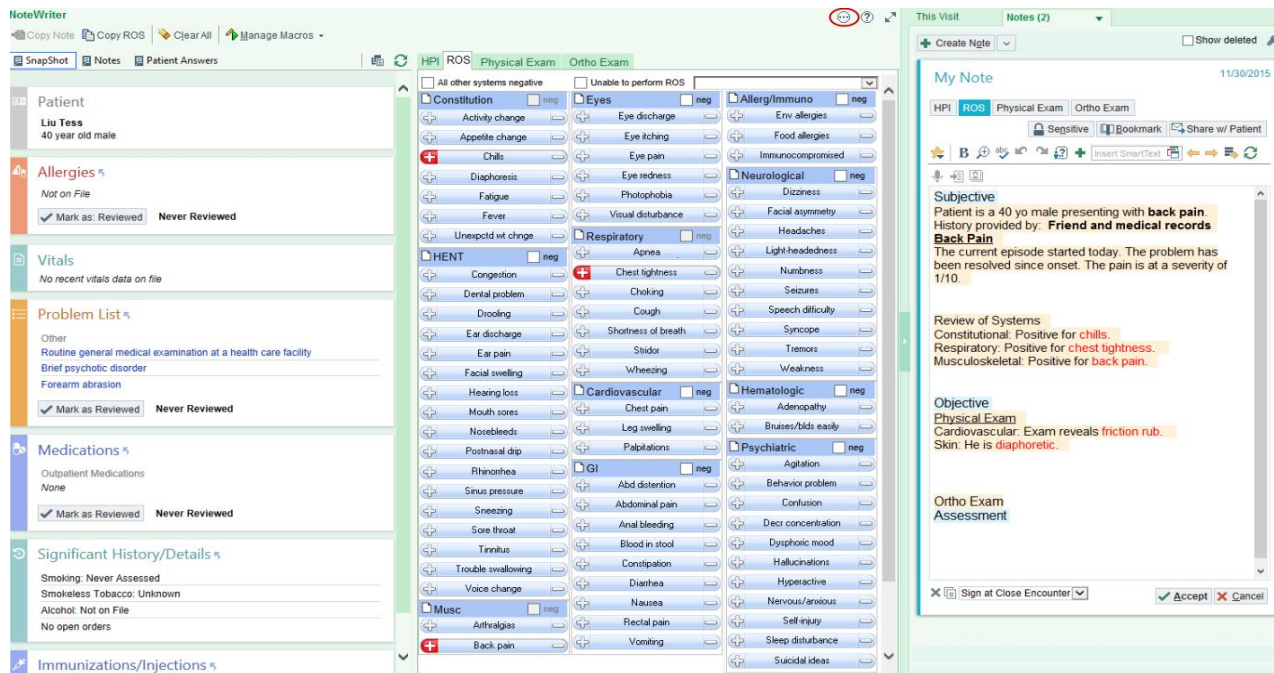 NoteWriter
Copy Note Copy ROS Clear All Manage Macros
SnapShot Notes Patient Answers
Patient
Liu Tess
40 year old male
Allergies
Not on File
Mark as: Reviewed Never Reviewed
Vitals
No recent vitals data on file
Problem List
Other
Routine general medical examination at a health care facility
Brief psychotic disorder
Forearm abrasion
Mark as Reviewed Never Reviewed
Medications
Outpatient Medications
None
Mark as Reviewed Never Reviewed
Significant History/Details
Smoking: Never Assessed
Smokeless Tobacco: Unknown
Alcohol: Not on File
No open orders
Immunizations/Injections
HPI ROS Physical Exam Ortho Exam
All other systems negative Unable to perform ROS
Constitution neg
Activity change
Appetite change
Chills
Diaphoresis
Fatigue
Fever
Unexpctd wt chnge
HENT neg
Congestion
Dental problem
Drooling
Ear discharge
Ear pain
Facial swelling
Hearing loss
Mouth sores
Nosebleeds
Postnasal drip
Rhinorrhea
Sinus pressure
Sneezing
Sore throat
Tinnitus
Trouble swallowing
Voice change
Musc neg
Arthralgias
Back pain
Eyes neg
Eye discharge
Eye itching
Eye pain
Eye redness
Photophobia
Visual disturbance
Respiratory neg
Apnea
Chest tightness
Choking
Cough
Shortness of breath
Stridor
Wheezing
Cardiovascular neg
Chest pain
Leg swelling
Palpitations
GI neg
Abd distention
Abdominal pain
Anal bleeding
Blood in stool
Constipation
Diarrhea
Nausea
Rectal pain
Vomiting
Allerg/Immuno neg
Env allergies
Food allergies
Immunocompromised
Neurological neg
Dizziness
Facial asymmetry
Headaches
Light-headedness
Numbness
Seizures
Speech difficulty
Syncope
Tremors
Weakness
Hematologic neg
Adenopathy
Bruises/blds easily
Psychiatric neg
Agitation
Behavior problem
Confusion
Decr concentration
Dysphoric mood
Hallucinations
Hyperactive
Nervous/anxious
Self-injury
Sleep disturbance
Suicidal ideas
This Visit Notes (2)
Create Note Show deleted
My Note 11/30/2015
HPI ROS Physical Exam Ortho Exam
Sensitive Bookmark Share w/ Patient
B abc Insert SmartText
Subjective
Patient is a 40 yo male presenting with back pain.
History provided by: Friend and medical records
Back Pain
The current episode started today. The problem has
been resolved since onset. The pain is at a severity of
1/10.
Review of Systems
Constitutional: Positive for chills.
Respiratory: Positive for chest tightness.
Musculoskeletal: Positive for back pain.
Objective
Physical Exam
Cardiovascular: Exam reveals friction rub.
Skin: He is diaphoretic.
Ortho Exam
Assessment
Sign at Close Encounter Accept Cancel